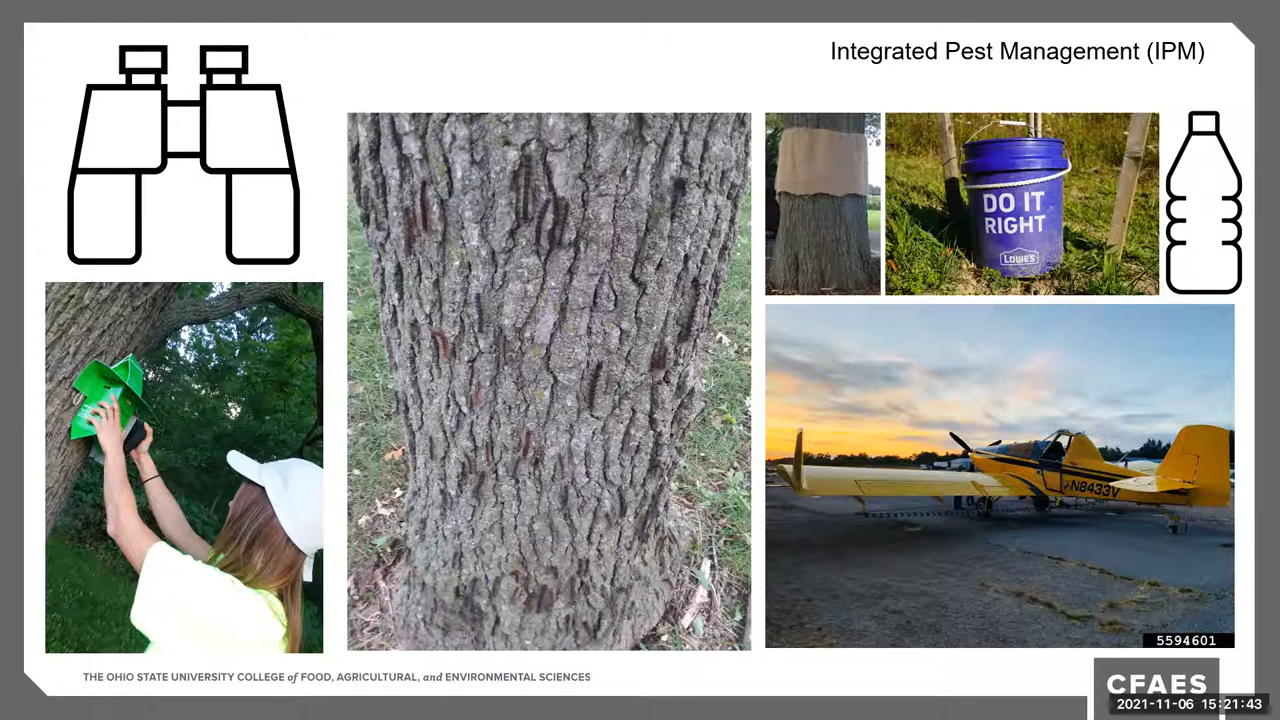 Integrated Pest Management (IPM)
DO IT
RIGHT
LOWE'S
N8433V
5594601
THE OHIO STATE UNIVERSITY COLLEGE of FOOD, AGRICULTURAL, and ENVIRONMENTAL SCIENCES
CFAES
2021-11-06 15:21:43